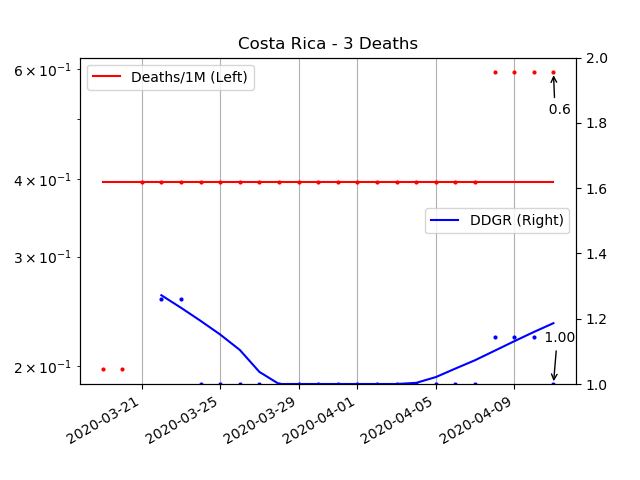 Costa Rica - 3 Deaths
Deaths/1M (Left)
DDGR (Right)
6 × 10⁻¹
4 × 10⁻¹
3 × 10⁻¹
2 × 10⁻¹
2.0
1.8
1.6
1.4
1.2
1.0
0.6
1.00
2020-03-21
2020-03-25
2020-03-29
2020-04-01
2020-04-05
2020-04-09